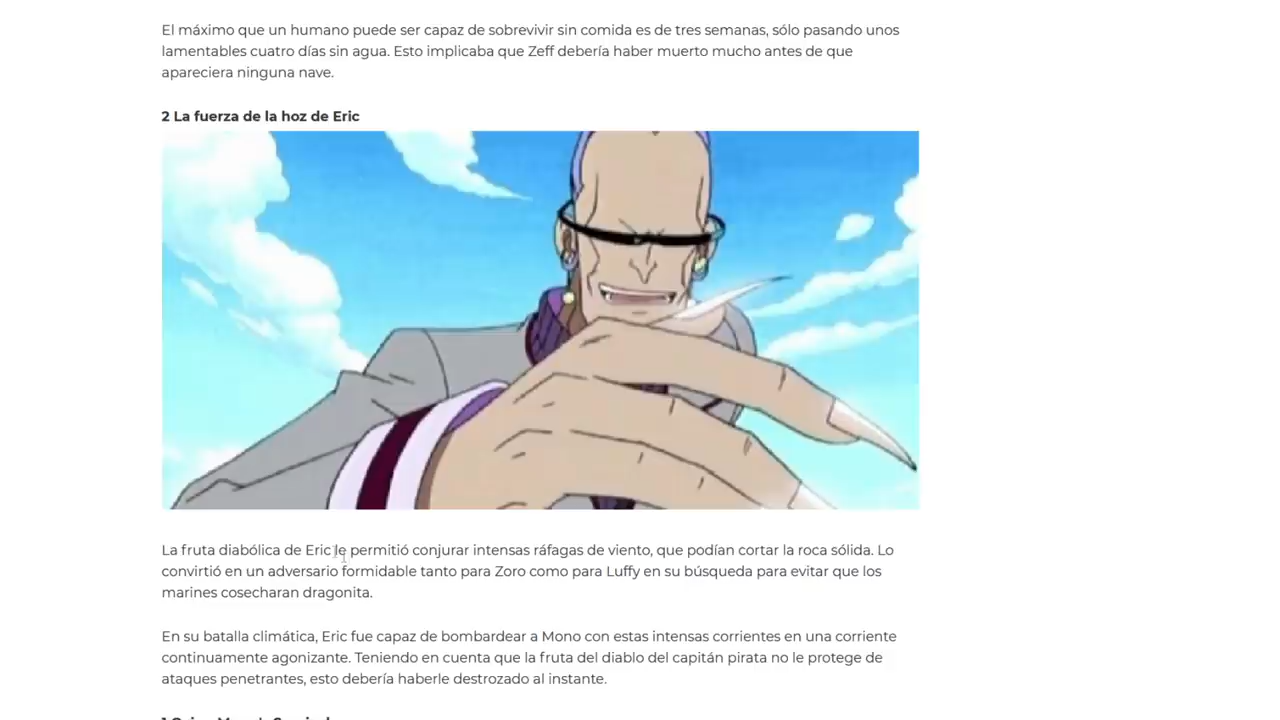 El máximo que un humano puede ser capaz de sobrevivir sin comida es de tres semanas, sólo pasando unos
lamentables cuatro días sin agua. Esto implicaba que Zeff debería haber muerto mucho antes de que
apareciera ninguna nave.
2 La fuerza de la hoz de Eric
La fruta diabólica de Eric le permitió conjurar intensas ráfagas de viento, que podían cortar la roca sólida. Lo
convirtió en un adversario formidable tanto para Zoro como para Luffy en su búsqueda para evitar que los
marines cosecharan dragonita.
En su batalla climática, Eric fue capaz de bombardear a Mono con estas intensas corrientes en una corriente
continuamente agonizante. Teniendo en cuenta que la fruta del diablo del capitán pirata no le protege de
ataques penetrantes, esto debería haberle destrozado al instante.